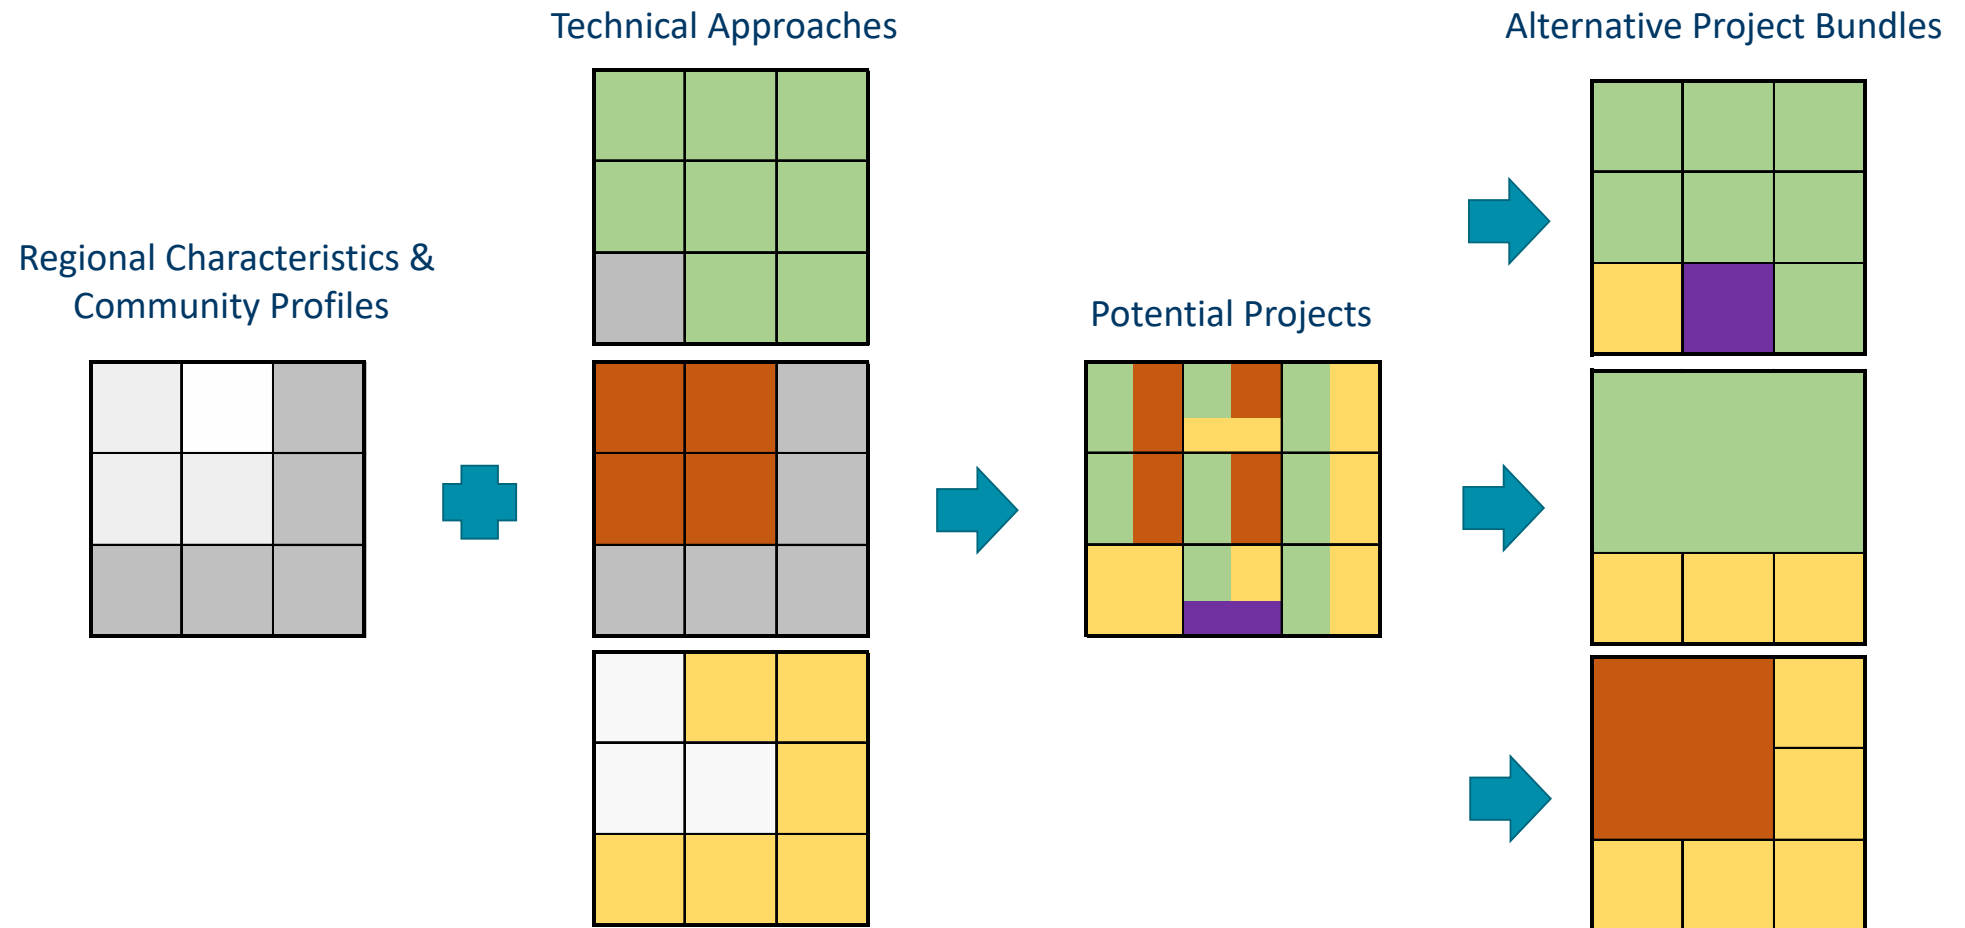 Technical Approaches
Alternative Project Bundles
Regional Characteristics &
Community Profiles
Potential Projects